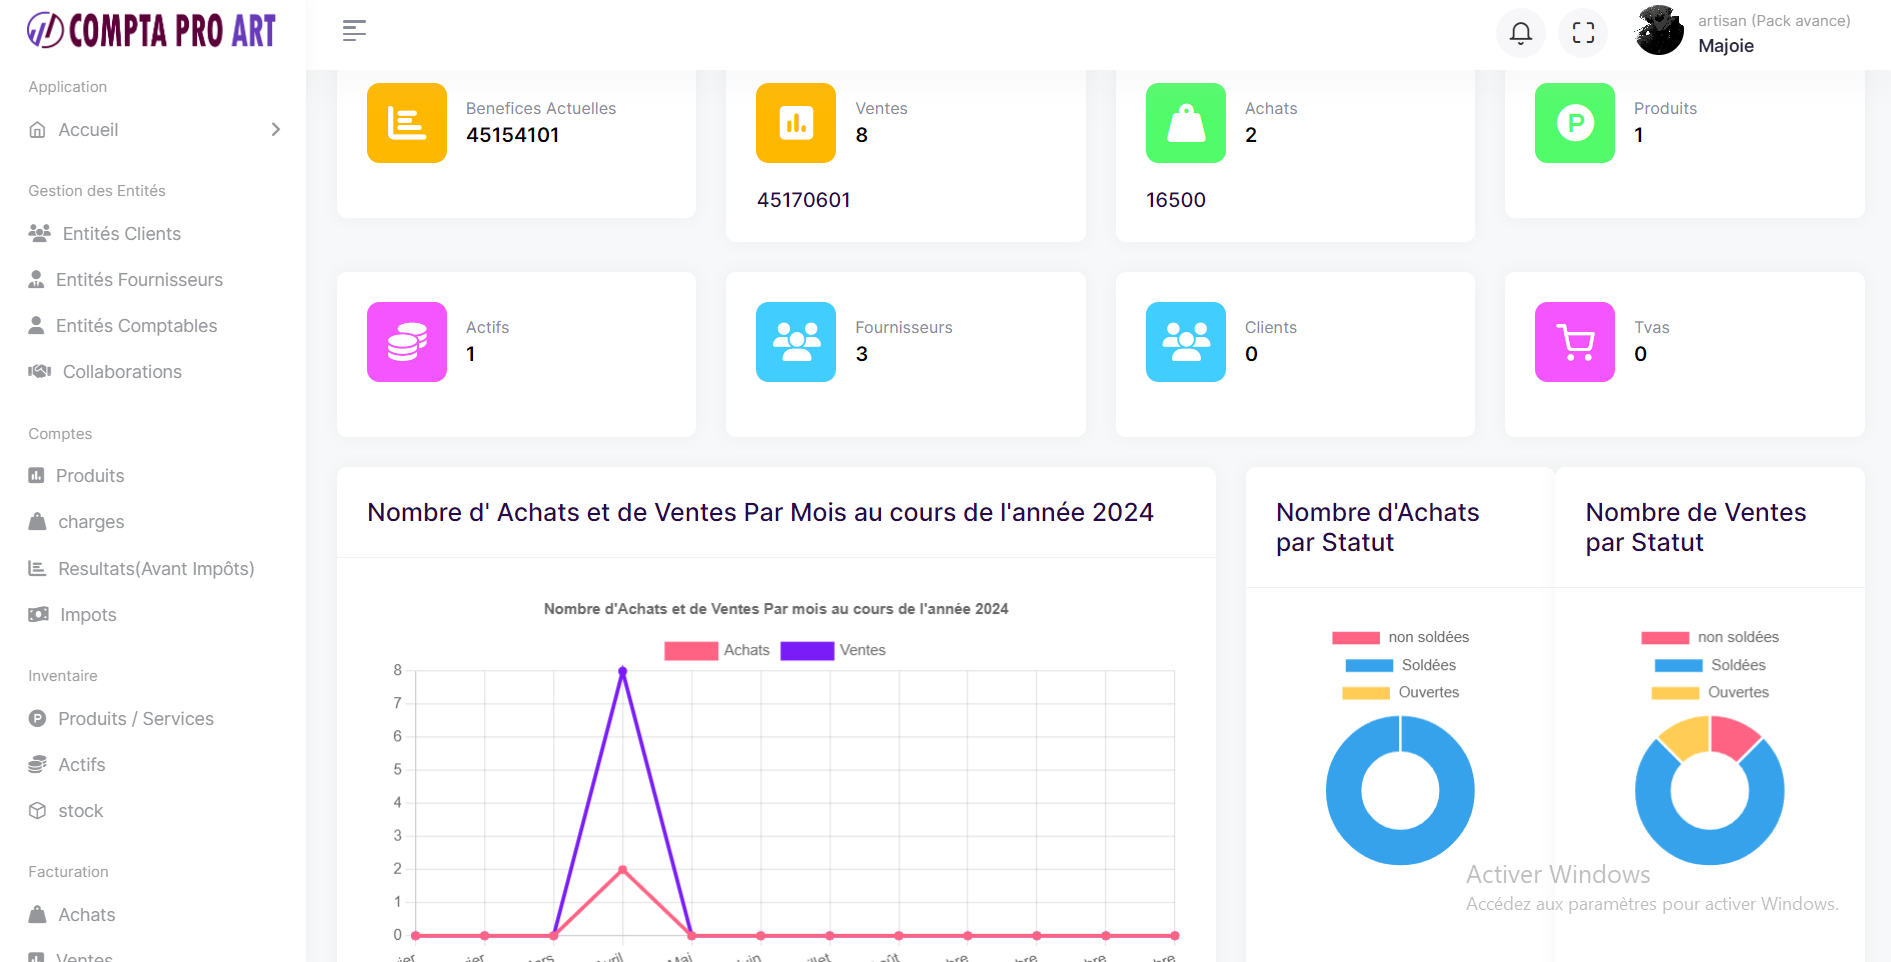 COMPTA PRO ART
Application
Accueil
Gestion des Entités
Entités Clients
Entités Fournisseurs
Entités Comptables
Collaborations
Comptes
Produits
charges
Resultats(Avant Impôts)
Impots
Inventaire
Produits / Services
Actifs
stock
Facturation
Achats
Ventes
artisan (Pack avance)
Majoie
Benefices Actuelles
45154101
Ventes
8
45170601
Achats
2
16500
Produits
1
Actifs
1
Fournisseurs
3
Clients
0
Tvas
0
Nombre d' Achats et de Ventes Par Mois au cours de l'année 2024
Nombre d'Achats et de Ventes Par mois au cours de l'année 2024
Achats Ventes
8
7
6
5
4
3
2
1
0
Nombre d'Achats
par Statut
non soldées
Soldées
Ouvertes
Nombre de Ventes
par Statut
non soldées
Soldées
Ouvertes
Activer Windows
Accédez aux paramètres pour activer Windows.